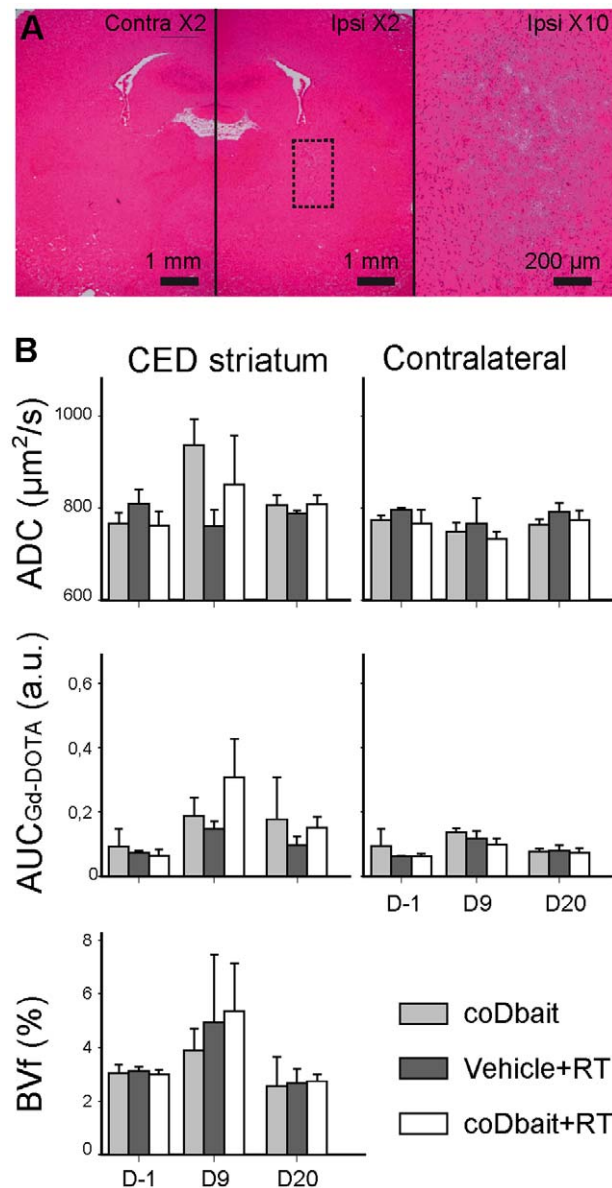 A
Contra X2
Ipsi X2
Ipsi X10
1 mm
1 mm
200 µm
B
CED striatum
Contralateral
ADC (µm²/s)
1000
800
600
AUCGd-DOTA (a.u.)
0,6
0,4
0,2
0
D-1 D9 D20
BVf (%)
8
6
4
2
0
D-1 D9 D20
coDbait
Vehicle+RT
coDbait+RT